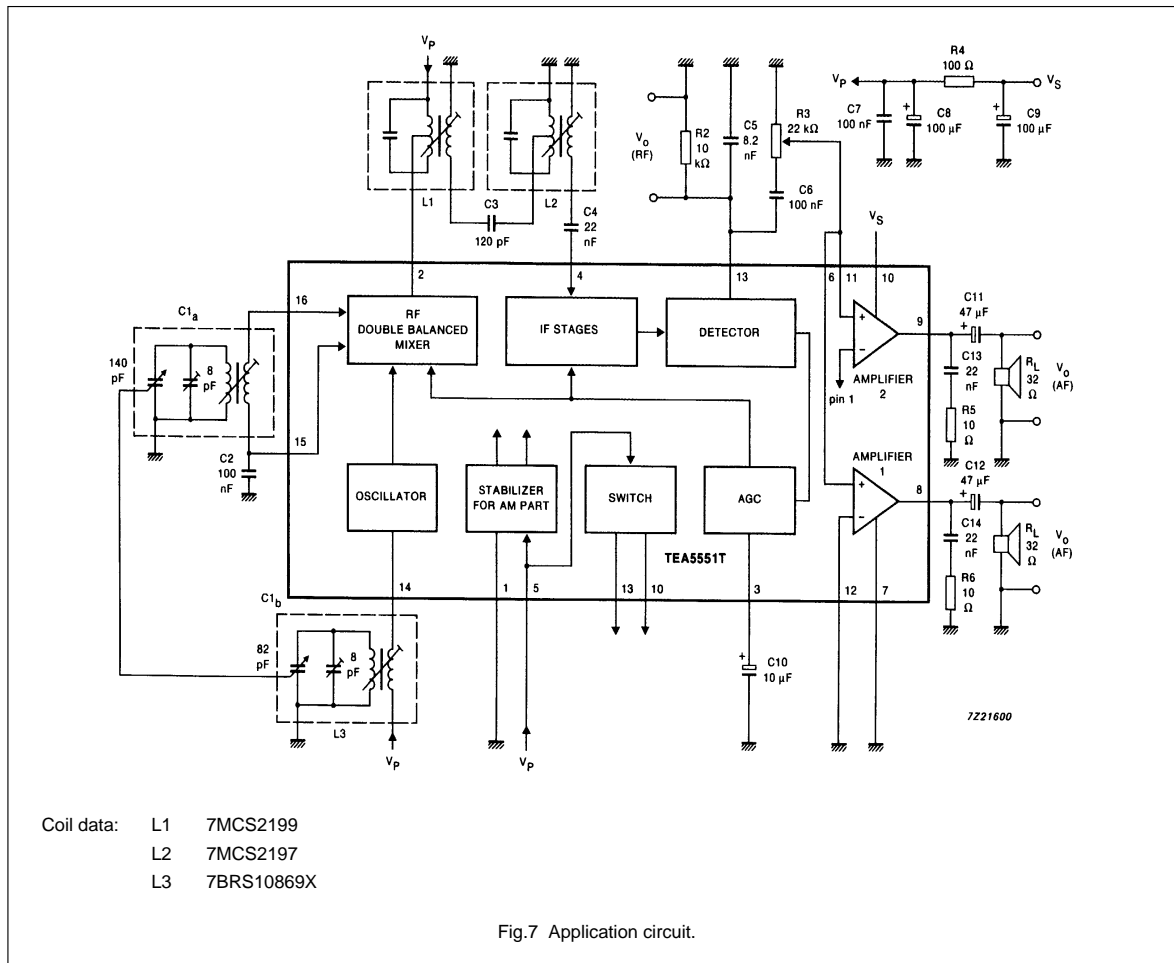 VP
L1
C3
120 pF
L2
C4
22
nF
Vo
(RF)
R2
10
kΩ
C5
8.2
nF
R3
22 kΩ
C6
100 nF
VP
R4
100 Ω
VS
C7
100 nF
+
C8
100 μF
+
C9
100 μF
VS
2
4
13
6
11
10
16
RF
DOUBLE BALANCED
MIXER
IF STAGES
DETECTOR
+
−
pin 1
AMPLIFIER
2
9
C11
47 μF
+
C13
22
nF
R5
10
Ω
RL
32
Ω
Vo
(AF)
C1a
140
pF
8
pF
15
C2
100
nF
OSCILLATOR
STABILIZER
FOR AM PART
SWITCH
AGC
AMPLIFIER
1
+
−
8
C12
47 μF
+
C14
22
nF
R6
10
Ω
RL
32
Ω
Vo
(AF)
TEA5551T
14
1
5
13
10
3
12
7
C1b
82
pF
8
pF
L3
VP
VP
+
C10
10 μF
7Z21600
Coil data: L1 7MCS2199
L2 7MCS2197
L3 7BRS10869X
Fig.7 Application circuit.